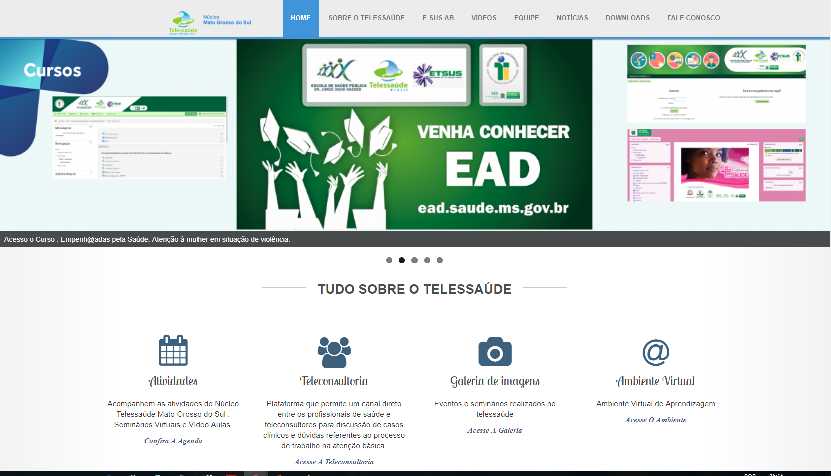 Telessaúde
Núcleo
Mato Grosso do Sul
HOME
SOBRE O TELESSAÚDE
E-SUS AB
VÍDEOS
EQUIPE
NOTÍCIAS
DOWNLOADS
FALE CONOSCO
Cursos
ESCOLA DE SAÚDE PÚBLICA
DR. JORGE DAVID NASSER
Telessaúde
ETSUS
VENHA CONHECER
EAD
ead.saude.ms.gov.br
Acesso o Curso : Empenh@adas pela Saúde. Atenção à mulher em situação de violência.
TUDO SOBRE O TELESSAÚDE
Atividades
Acompanhem as atividades do Núcleo
Telessaúde Mato Grosso do Sul ,
Seminários Virtuais e Vídeo Aulas
Confira A Agenda
Teleconsultoria
Plataforma que permite um canal direto
entre os profissionais de saúde e
teleconsultores para discussão de casos
clínicos e dúvidas referentes ao processo
de trabalho na atenção básica
Acesse A Teleconsultoria
Galeria de imagens
Eventos e seminários realizados no
telessaúde
Acesse A Galeria
Ambiente Virtual
Ambiente Virtual de Aprendizagem
Acesse O Ambiente